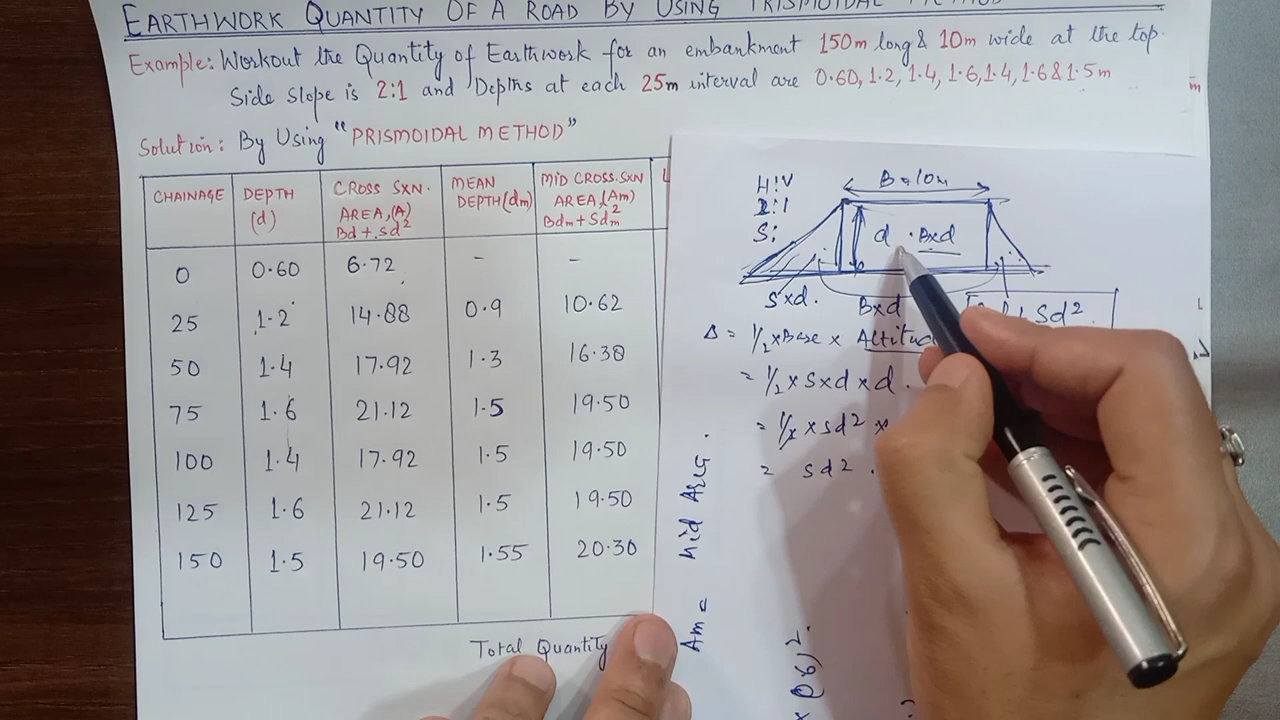 EARTHWORK QUANTITY OF A ROAD BY USING PRISMOIDAL METHOD
Example: Workout the Quantity of Earthwork for an embankment 150m long & 10m wide at the top.
Side Slope is 2:1 and Depths at each 25m interval are 0.60, 1.2, 1.4, 1.6, 1.4, 1.6 & 1.5m
m
Solution: By Using "PRISMOIDAL METHOD"
CHAINAGE DEPTH (d) CROSS SXN. AREA,(A) Bd + Sd² MEAN DEPTH(dm) MID CROSS.SXN AREA,(Am) Bdm + Sdm² L
0 0.60 6.72 - -
25 1.2 14.88 0.9 10.62
50 1.4 17.92 1.3 16.38
75 1.6 21.12 1.5 19.50
100 1.4 17.92 1.5 19.50
125 1.6 21.12 1.5 19.50
150 1.5 19.50 1.55 20.30
Total Quantity
H:V
2:1
S:
B=10m
d . Bxd
Sxd. Bxd
+ Sd².
Δ = 1/2 x Base x Altitud
= 1/2 x S x d x d.
= 1/2 x Sd² x
= Sd².
Am = Mid Area.